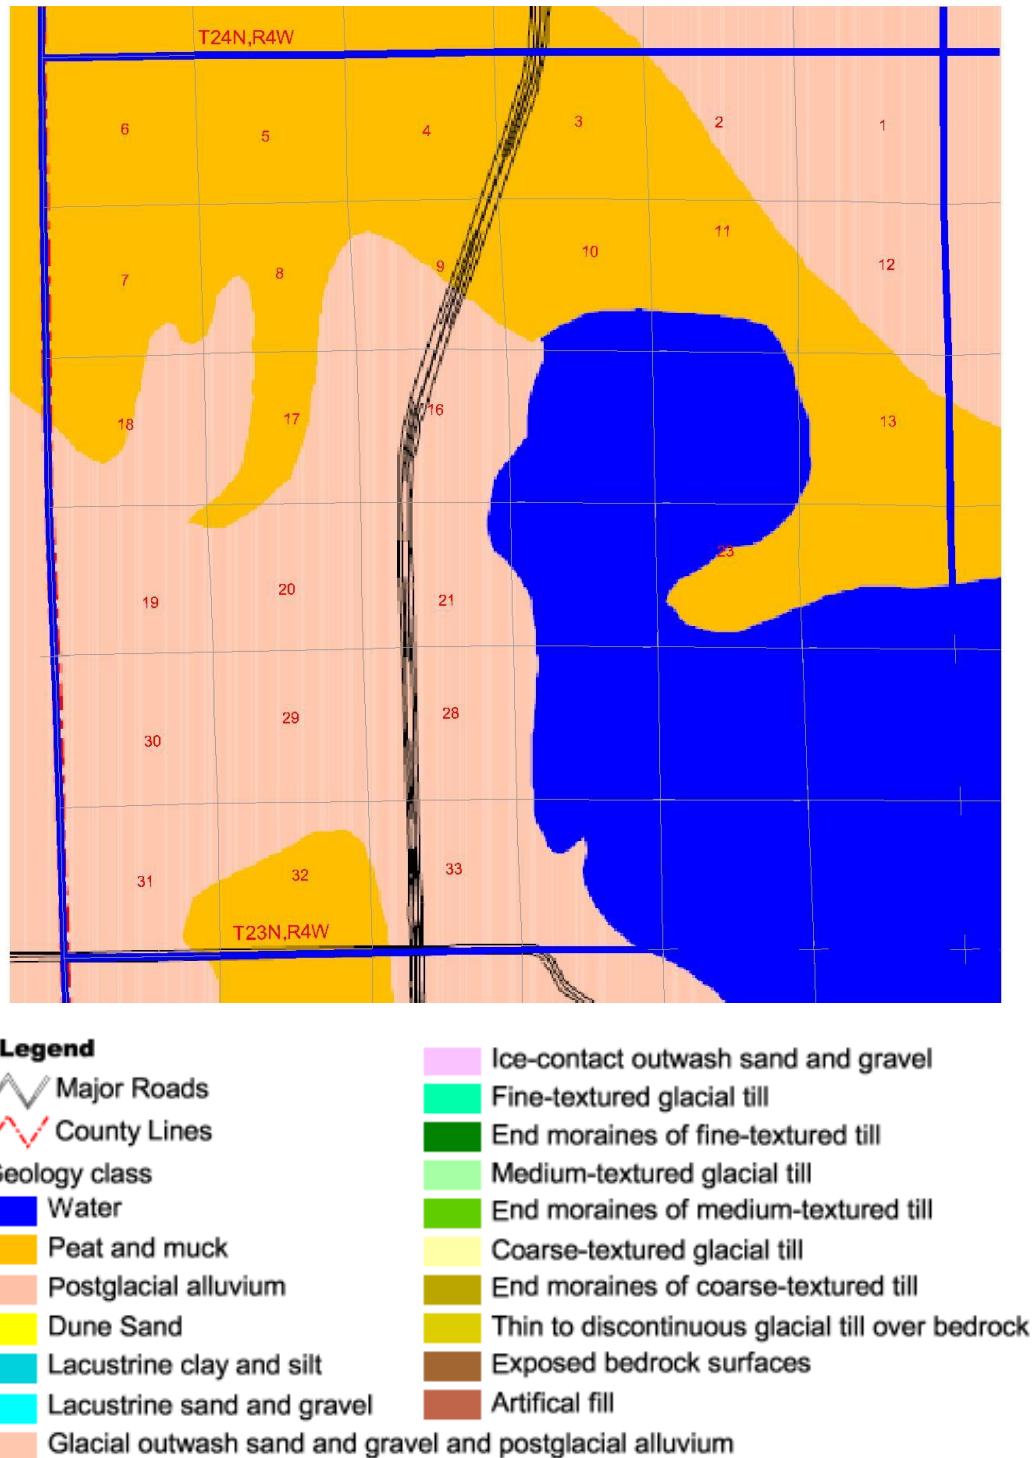 T24N,R4W
6
5
4
3
2
1
7
8
9
10
11
12
18
17
16
13
19
20
21
23
30
29
28
31
32
33
T23N,R4W
Legend
Major Roads
County Lines
Geology class
Water
Peat and muck
Postglacial alluvium
Dune Sand
Lacustrine clay and silt
Lacustrine sand and gravel
Glacial outwash sand and gravel and postglacial alluvium
Ice-contact outwash sand and gravel
Fine-textured glacial till
End moraines of fine-textured till
Medium-textured glacial till
End moraines of medium-textured till
Coarse-textured glacial till
End moraines of coarse-textured till
Thin to discontinuous glacial till over bedrock
Exposed bedrock surfaces
Artifical fill